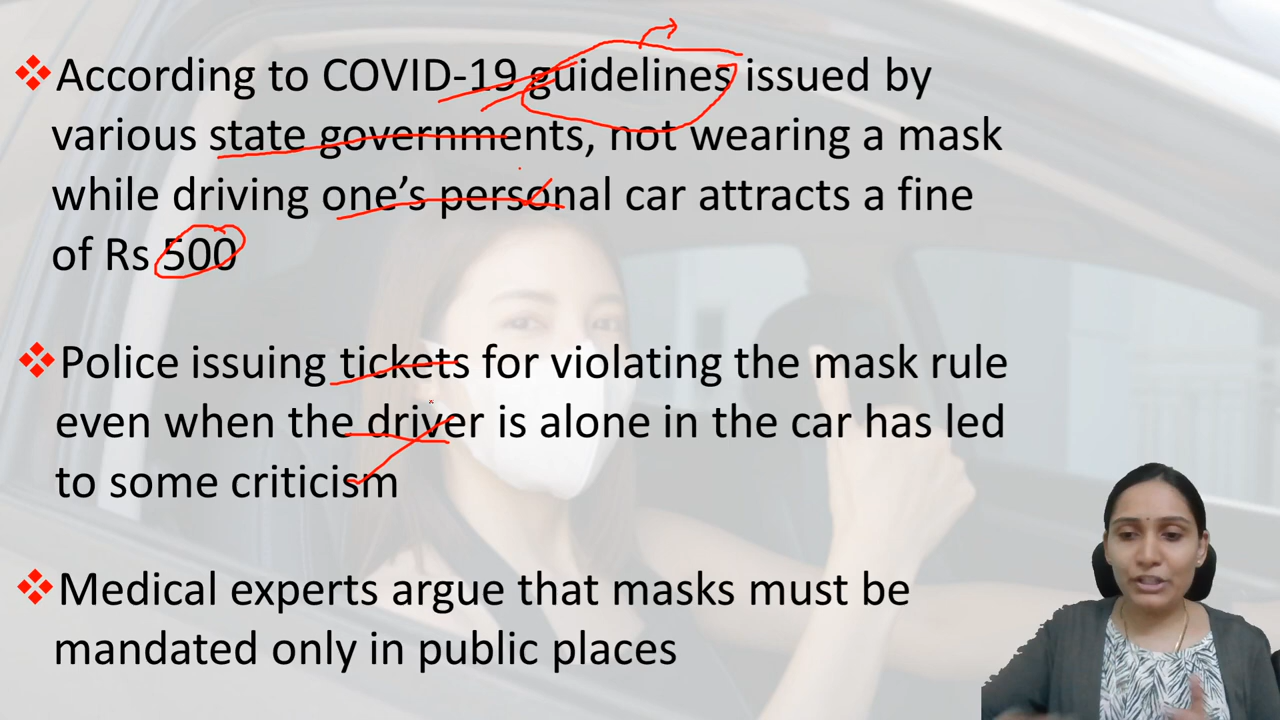 ❖According to COVID-19 guidelines issued by
various state governments, not wearing a mask
while driving one’s personal car attracts a fine
of Rs 500
❖Police issuing tickets for violating the mask rule
even when the driver is alone in the car has led
to some criticism
❖Medical experts argue that masks must be
mandated only in public places